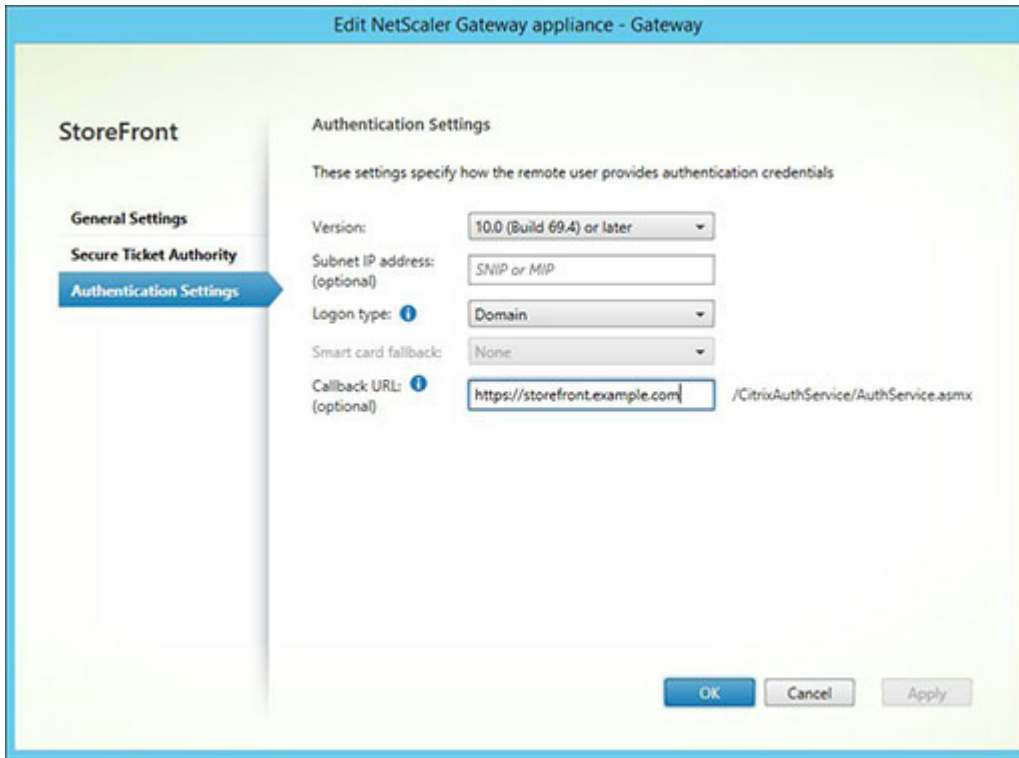 Edit NetScaler Gateway appliance - Gateway
StoreFront
General Settings
Secure Ticket Authority
Authentication Settings
Authentication Settings
These settings specify how the remote user provides authentication credentials
Version:
10.0 (Build 69.4) or later
Subnet IP address:
(optional)
SNIP or MIP
Logon type:
Domain
Smart card fallback:
None
Callback URL:
(optional)
https://storefront.example.com
/CitrixAuthService/AuthService.asmx
OK
Cancel
Apply